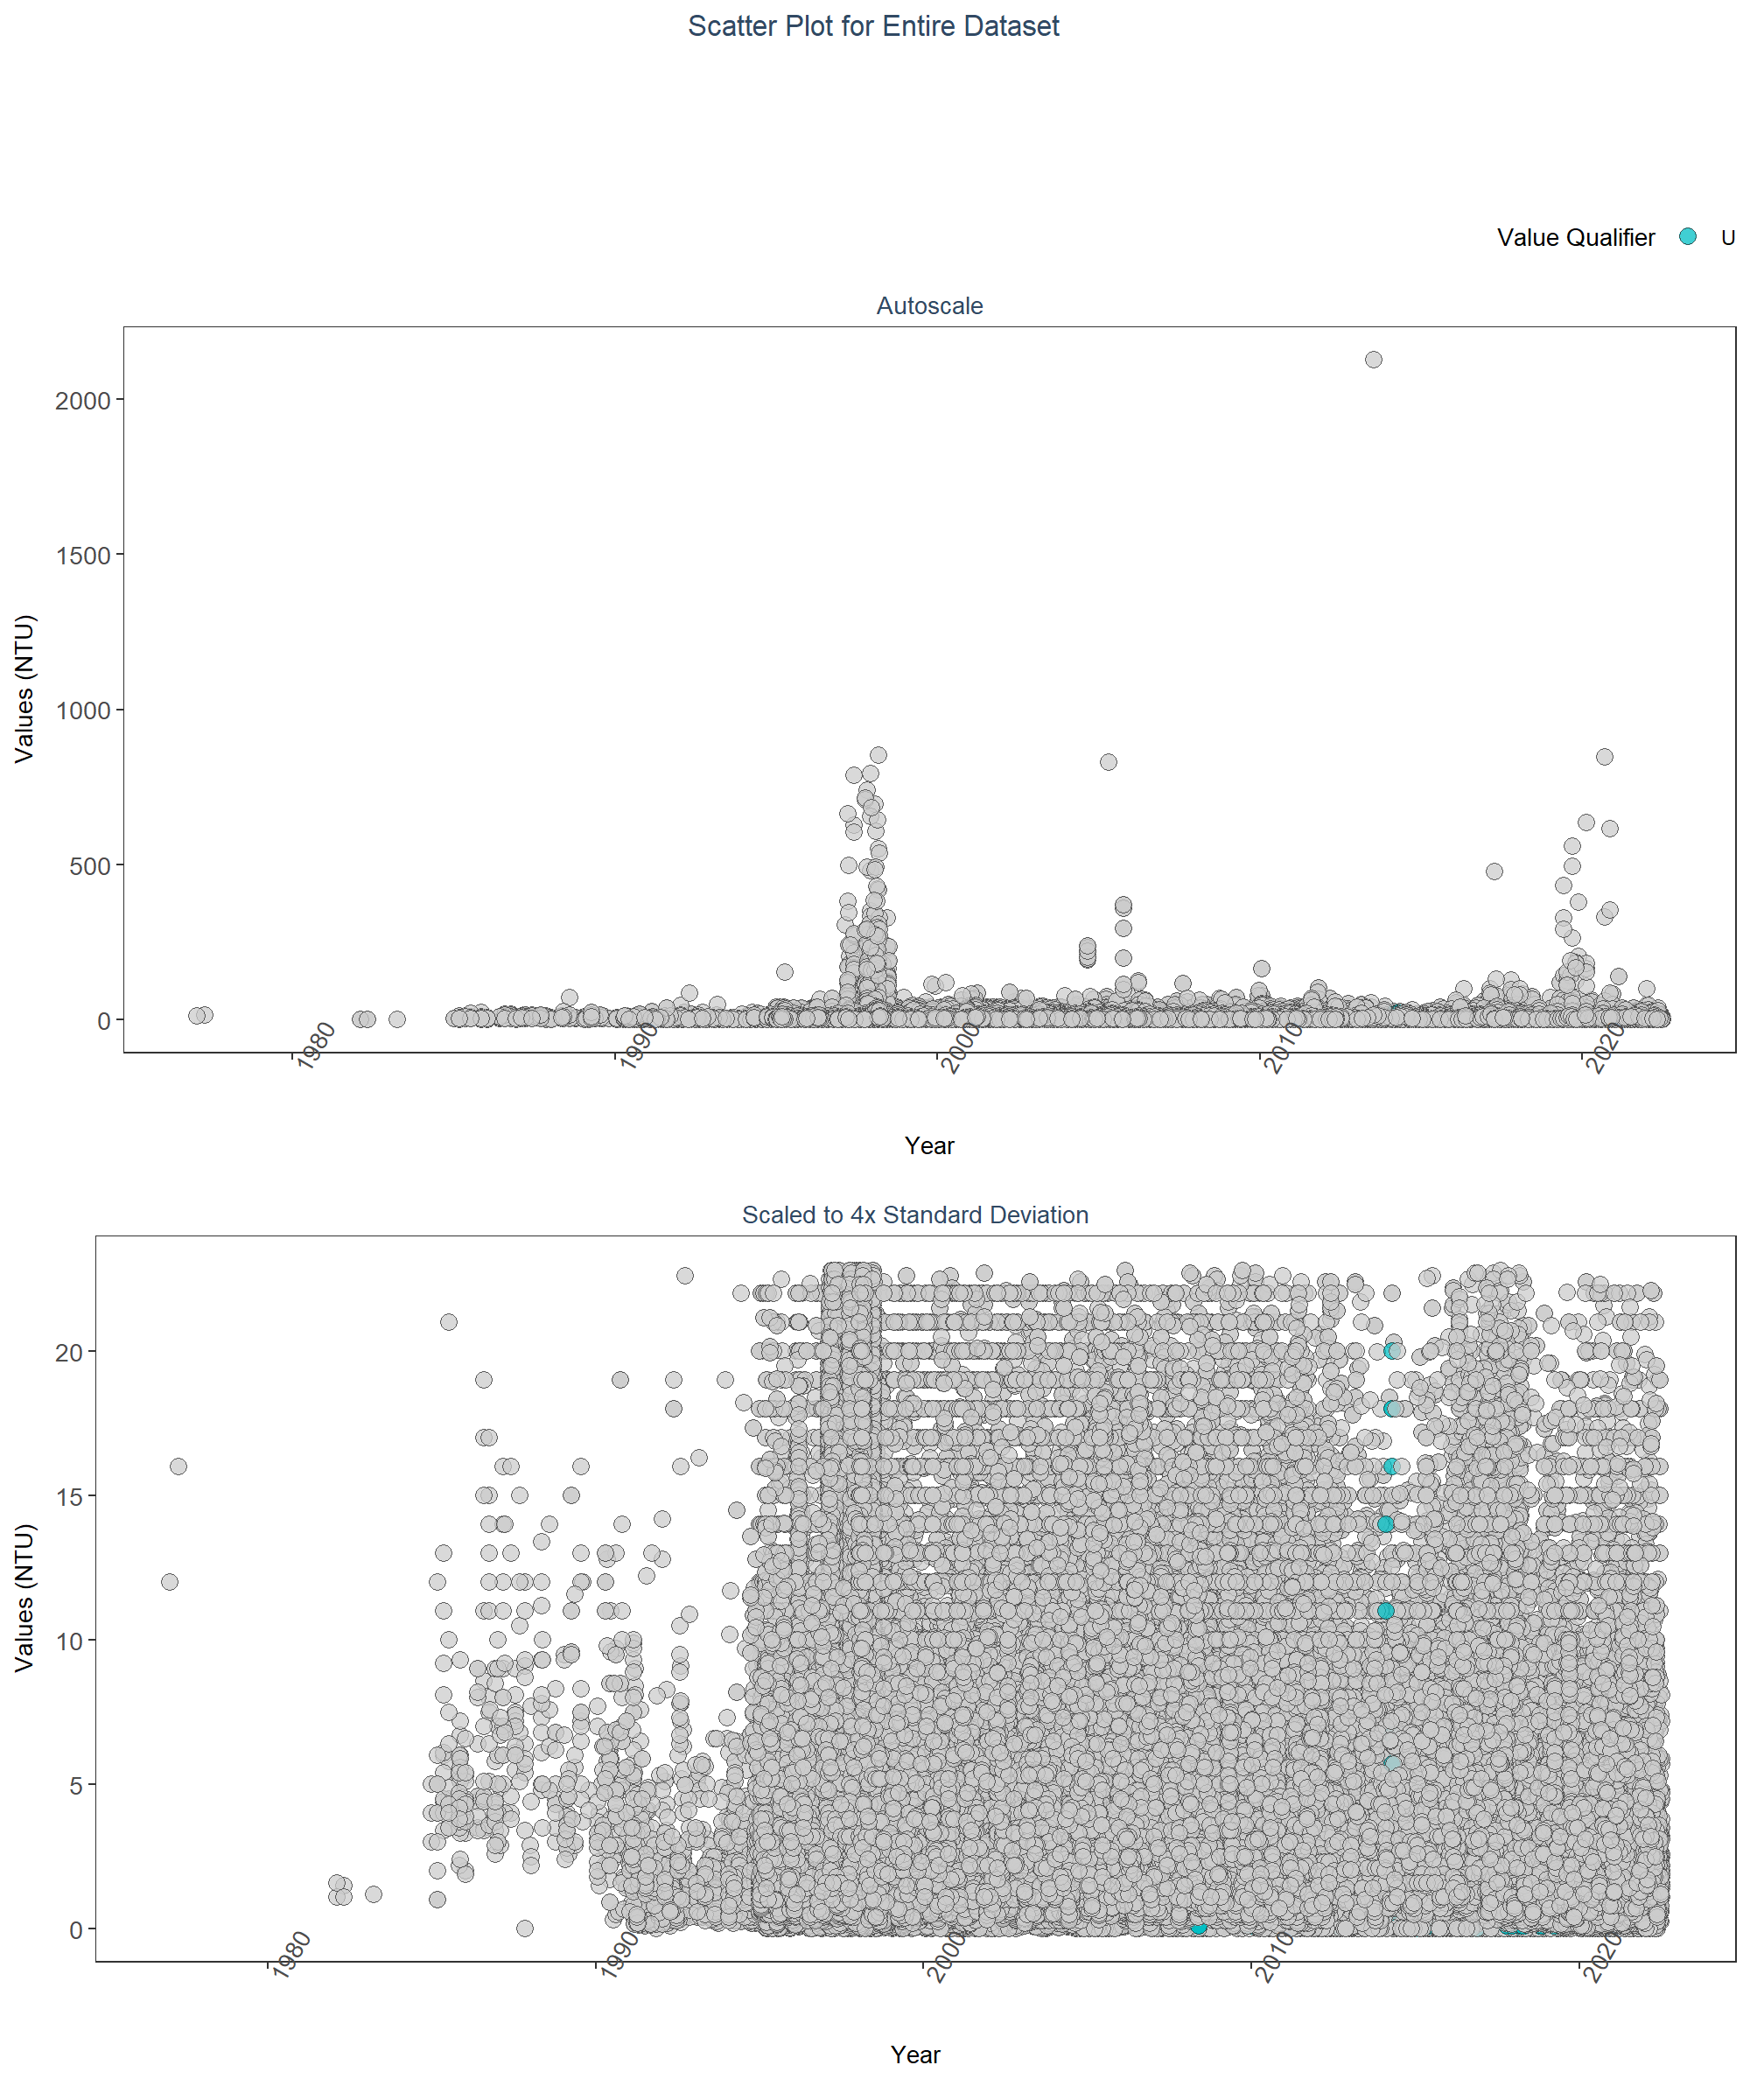 Scatter Plot for Entire Dataset
Value Qualifier U
Autoscale
Values (NTU)
2000
1500
1000
500
0
1980 1990 2000 2010 2020
Year
Scaled to 4x Standard Deviation
Values (NTU)
20
15
10
5
0
1980 1990 2000 2010 2020
Year